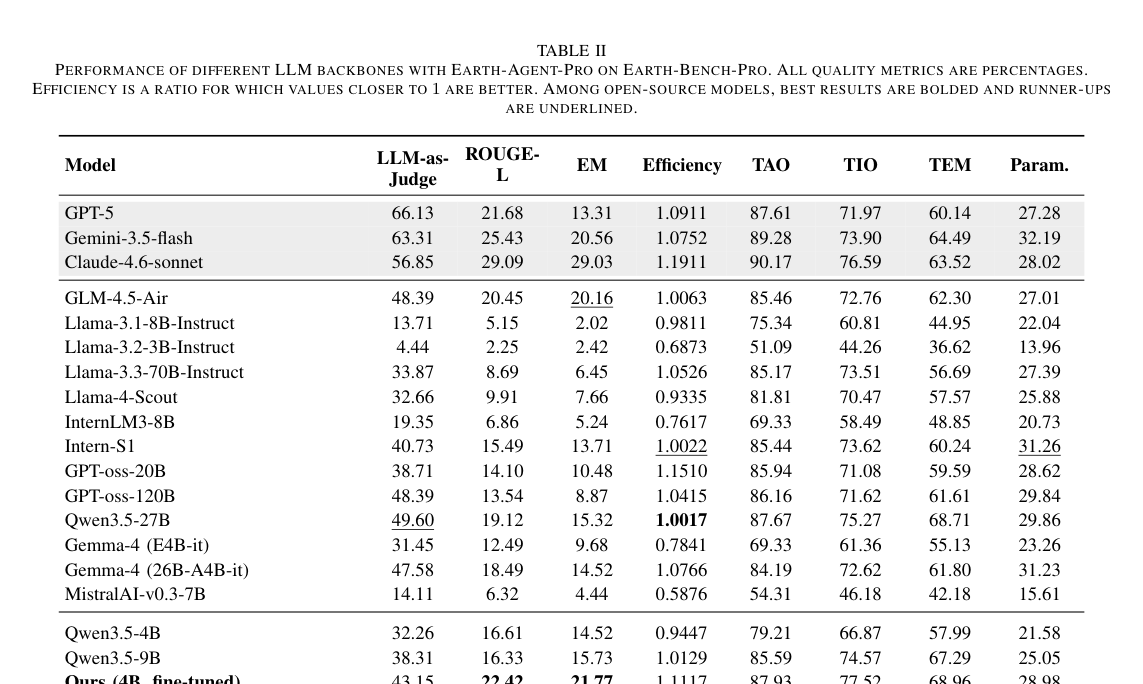 TABLE II
PERFORMANCE OF DIFFERENT LLM BACKBONES WITH EARTH-AGENT-PRO ON EARTH-BENCH-PRO. ALL QUALITY METRICS ARE PERCENTAGES.
EFFICIENCY IS A RATIO FOR WHICH VALUES CLOSER TO 1 ARE BETTER. AMONG OPEN-SOURCE MODELS, BEST RESULTS ARE BOLDED AND RUNNER-UPS
ARE UNDERLINED.
Model LLM-as-Judge ROUGE-L EM Efficiency TAO TIO TEM Param.
GPT-5 66.13 21.68 13.31 1.0911 87.61 71.97 60.14 27.28
Gemini-3.5-flash 63.31 25.43 20.56 1.0752 89.28 73.90 64.49 32.19
Claude-4.6-sonnet 56.85 29.09 29.03 1.1911 90.17 76.59 63.52 28.02
GLM-4.5-Air 48.39 20.45 20.16 1.0063 85.46 72.76 62.30 27.01
Llama-3.1-8B-Instruct 13.71 5.15 2.02 0.9811 75.34 60.81 44.95 22.04
Llama-3.2-3B-Instruct 4.44 2.25 2.42 0.6873 51.09 44.26 36.62 13.96
Llama-3.3-70B-Instruct 33.87 8.69 6.45 1.0526 85.17 73.51 56.69 27.39
Llama-4-Scout 32.66 9.91 7.66 0.9335 81.81 70.47 57.57 25.88
InternLM3-8B 19.35 6.86 5.24 0.7617 69.33 58.49 48.85 20.73
Intern-S1 40.73 15.49 13.71 1.0022 85.44 73.62 60.24 31.26
GPT-oss-20B 38.71 14.10 10.48 1.1510 85.94 71.08 59.59 28.62
GPT-oss-120B 48.39 13.54 8.87 1.0415 86.16 71.62 61.61 29.84
Qwen3.5-27B 49.60 19.12 15.32 1.0017 87.67 75.27 68.71 29.86
Gemma-4 (E4B-it) 31.45 12.49 9.68 0.7841 69.33 61.36 55.13 23.26
Gemma-4 (26B-A4B-it) 47.58 18.49 14.52 1.0766 84.19 72.62 61.80 31.23
MistralAI-v0.3-7B 14.11 6.32 4.44 0.5876 54.31 46.18 42.18 15.61
Qwen3.5-4B 32.26 16.61 14.52 0.9447 79.21 66.87 57.99 21.58
Qwen3.5-9B 38.31 16.33 15.73 1.0129 85.59 74.57 67.29 25.05
Ours (4B, fine-tuned) 43.15 22.42 21.77 1.1117 87.93 77.52 68.96 28.98